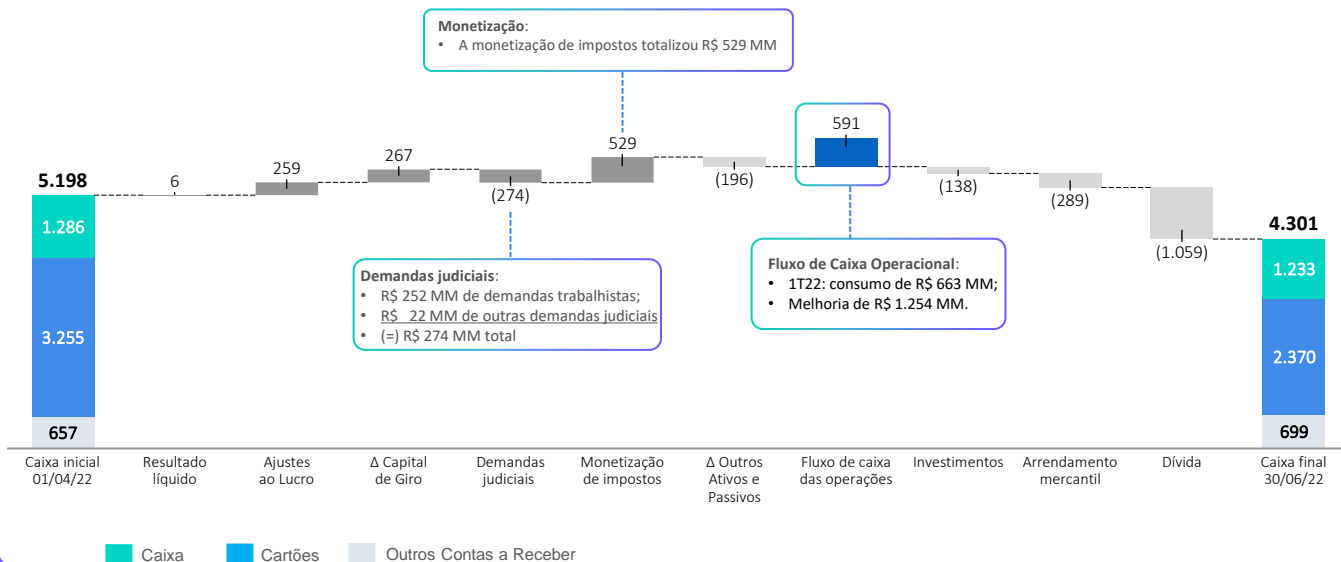 Monetização:
• A monetização de impostos totalizou R$ 529 MM
5.198
6
259
267
(274)
529
(196)
591
(138)
(289)
(1.059)
4.301
1.286
3.255
657
1.233
2.370
699
Demandas judiciais:
• R$ 252 MM de demandas trabalhistas;
• R$ 22 MM de outras demandas judiciais
• (=) R$ 274 MM total
Fluxo de Caixa Operacional:
• 1T22: consumo de R$ 663 MM;
• Melhoria de R$ 1.254 MM.
Caixa inicial
01/04/22
Resultado
líquido
Ajustes
ao Lucro
Δ Capital
de Giro
Demandas
judiciais
Monetização
de impostos
Δ Outros
Ativos e
Passivos
Fluxo de caixa
das operações
Investimentos
Arrendamento
mercantil
Dívida
Caixa final
30/06/22
Caixa
Cartões
Outros Contas a Receber